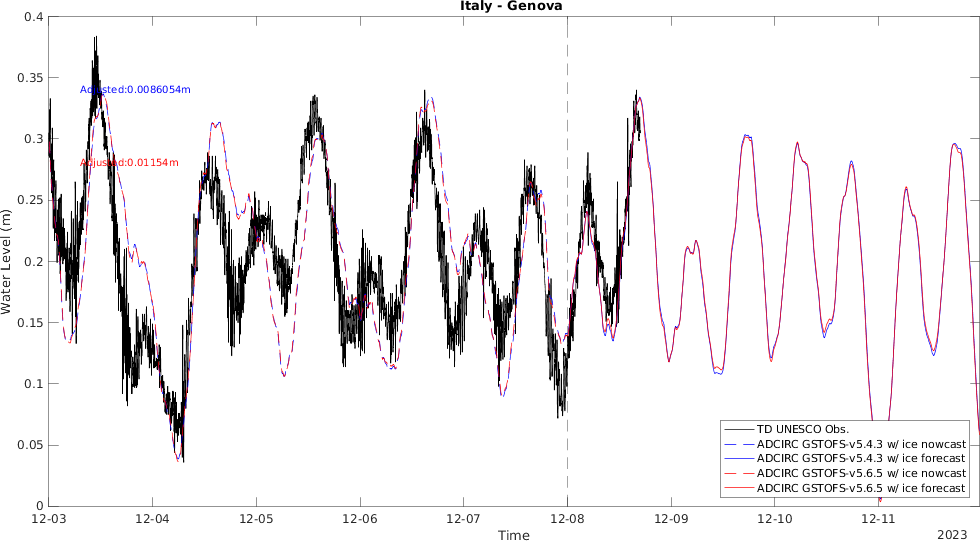 Italy - Genova
0.4
0.35
0.3
0.25
0.2
0.15
0.1
0.05
0
Water Level (m)
Adjusted:0.0086054m
Adjusted:0.01154m
TD UNESCO Obs.
ADCIRC GSTOFS-v5.4.3 w/ ice nowcast
ADCIRC GSTOFS-v5.4.3 w/ ice forecast
ADCIRC GSTOFS-v5.6.5 w/ ice nowcast
ADCIRC GSTOFS-v5.6.5 w/ ice forecast
12-03 12-04 12-05 12-06 12-07 12-08 12-09 12-10 12-11
Time
2023